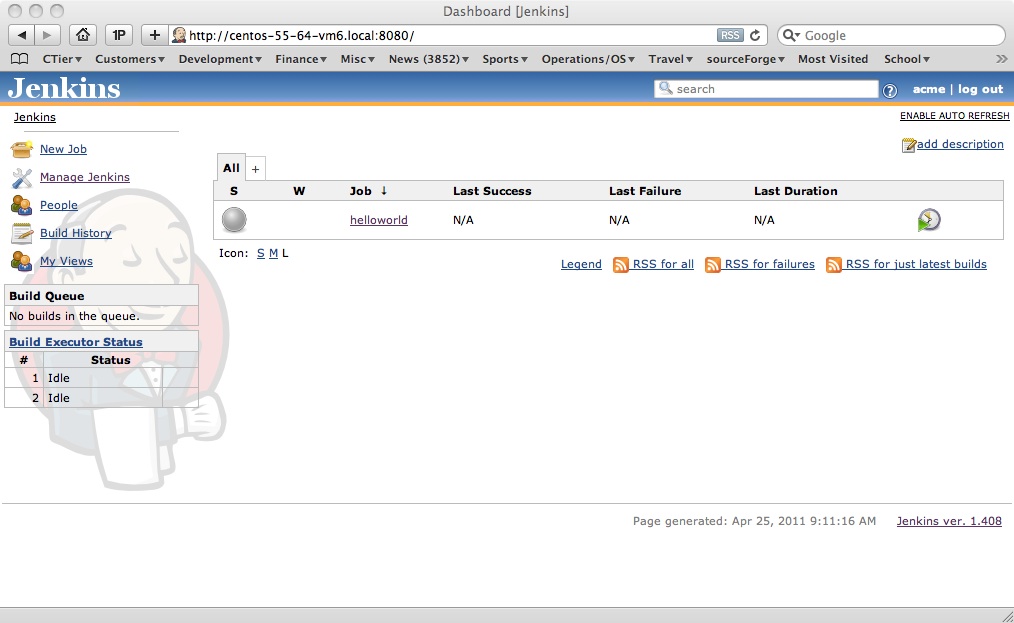 Dashboard [Jenkins]
1P + http://centos-55-64-vm6.local:8080/ RSS Google
CTier Customers Development Finance Misc News (3852) Sports Operations/OS Travel sourceForge Most Visited School »
Jenkins search ? acme | log out
Jenkins ENABLE AUTO REFRESH
add description
New Job
Manage Jenkins
People
Build History
My Views
Build Queue
No builds in the queue.
Build Executor Status
# Status
1 Idle
2 Idle
All +
S W Job ↓ Last Success Last Failure Last Duration
helloworld N/A N/A N/A
Icon: S M L
Legend RSS for all RSS for failures RSS for just latest builds
Page generated: Apr 25, 2011 9:11:16 AM Jenkins ver. 1.408